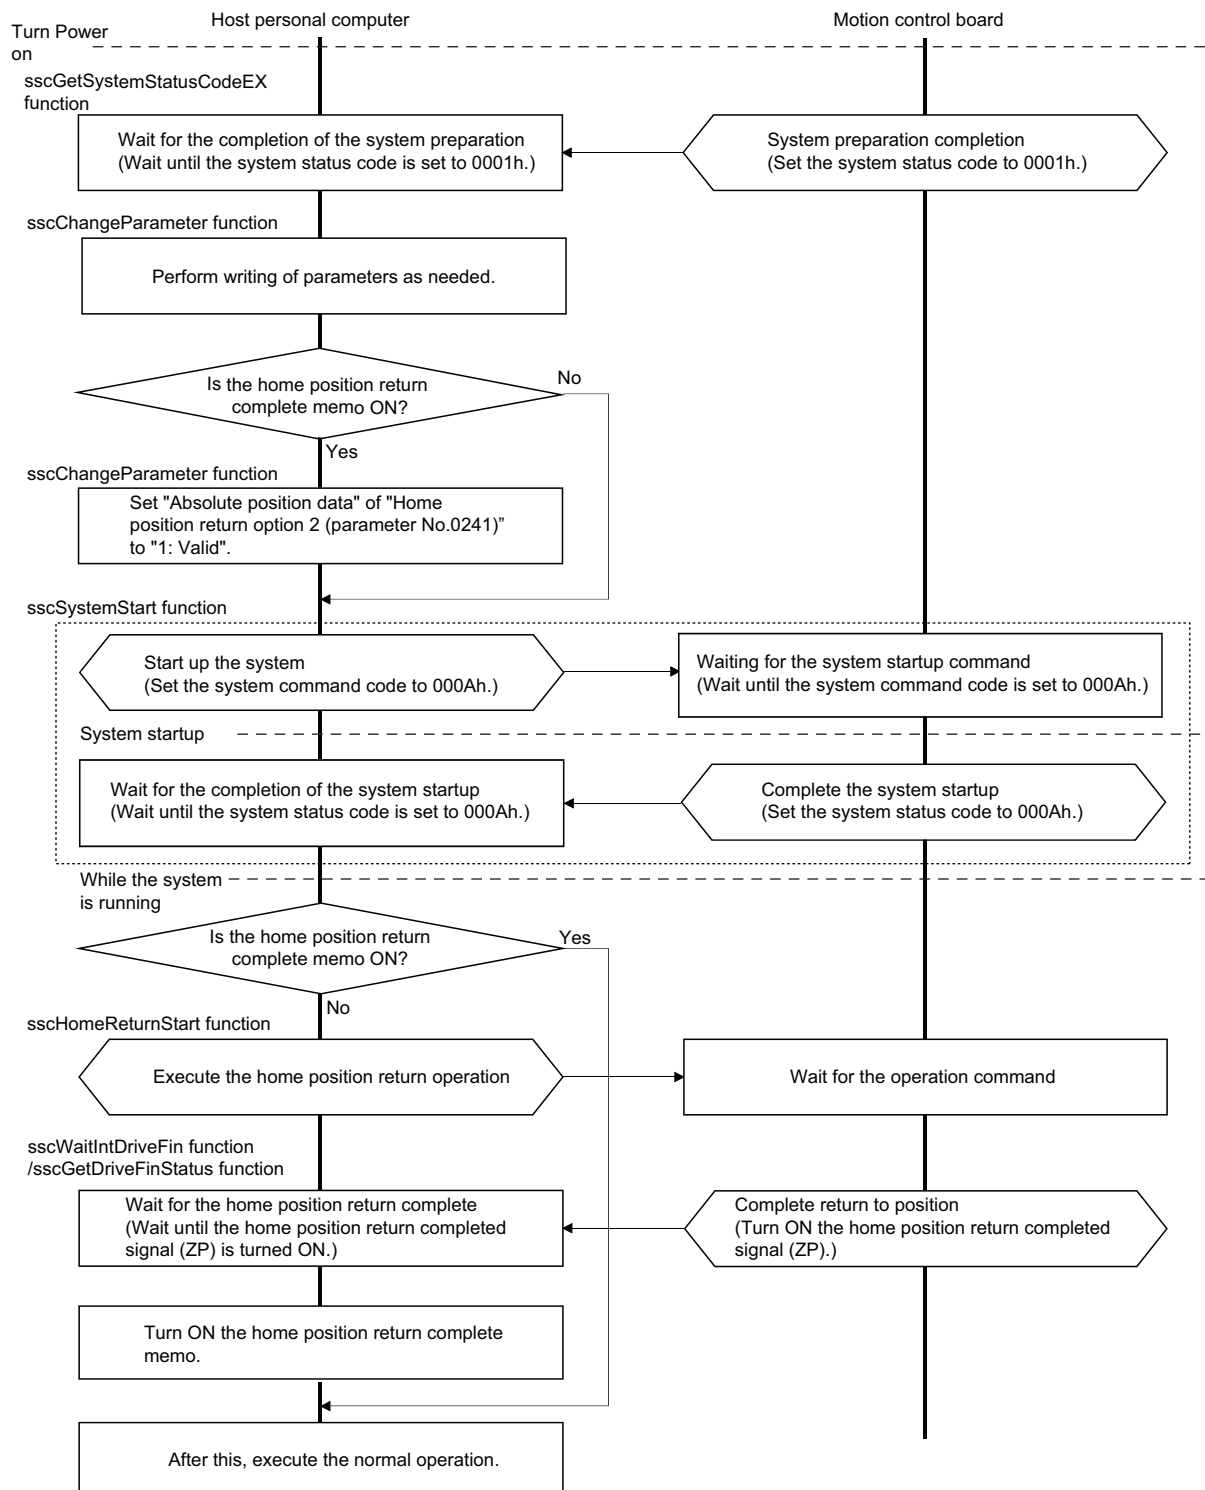 Host personal computer
Motion control board
Turn Power
on
sscGetSystemStatusCodeEX
function
Wait for the completion of the system preparation
(Wait until the system status code is set to 0001h.)
System preparation completion
(Set the system status code to 0001h.)
sscChangeParameter function
Perform writing of parameters as needed.
Is the home position return
complete memo ON?
No
Yes
sscChangeParameter function
Set "Absolute position data" of "Home
position return option 2 (parameter No.0241)”
to "1: Valid".
sscSystemStart function
Start up the system
(Set the system command code to 000Ah.)
Waiting for the system startup command
(Wait until the system command code is set to 000Ah.)
System startup
Wait for the completion of the system startup
(Wait until the system status code is set to 000Ah.)
Complete the system startup
(Set the system status code to 000Ah.)
While the system
is running
Is the home position return
complete memo ON?
Yes
No
sscHomeReturnStart function
Execute the home position return operation
Wait for the operation command
sscWaitIntDriveFin function
/sscGetDriveFinStatus function
Wait for the home position return complete
(Wait until the home position return completed
signal (ZP) is turned ON.)
Complete return to position
(Turn ON the home position return completed
signal (ZP).)
Turn ON the home position return complete
memo.
After this, execute the normal operation.